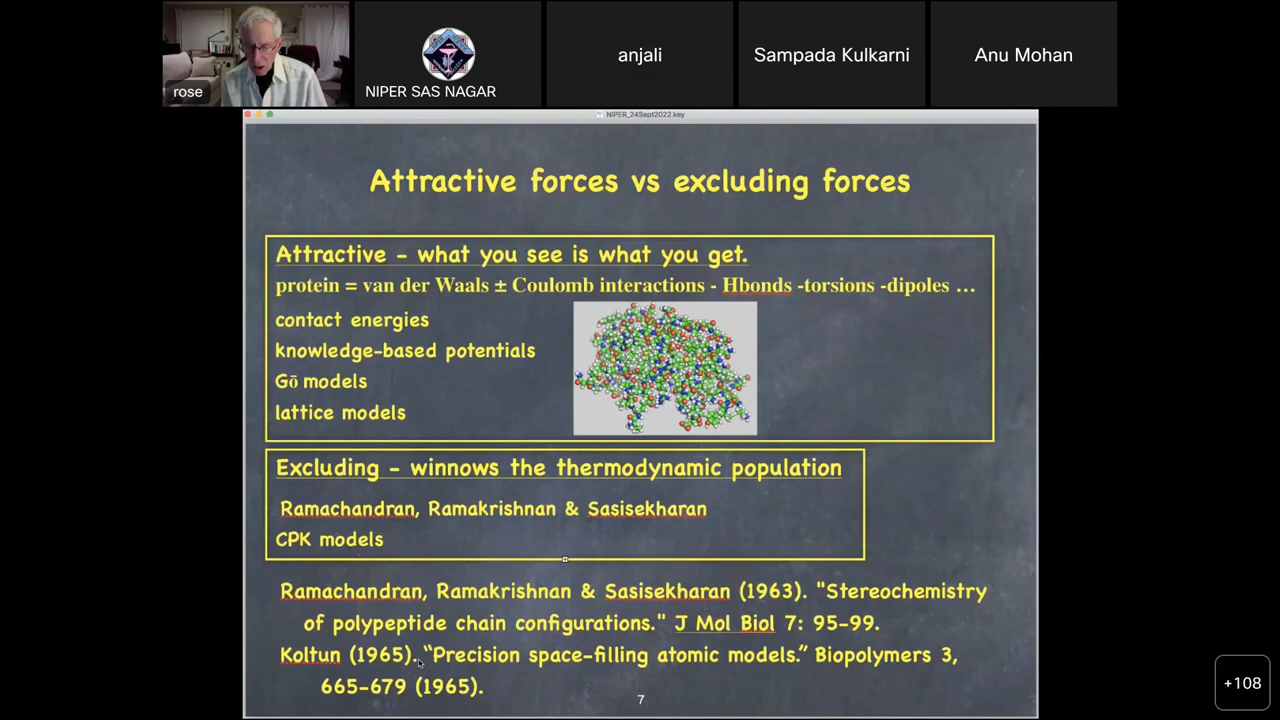 rose
NIPER SAS NAGAR
anjali
Sampada Kulkarni
Anu Mohan
NIPER_24Sept2022.key
Attractive forces vs excluding forces
Attractive - what you see is what you get.
protein = van der Waals ± Coulomb interactions - Hbonds -torsions -dipoles …
contact energies
knowledge-based potentials
Gō models
lattice models
Excluding - winnows the thermodynamic population
Ramachandran, Ramakrishnan & Sasisekharan
CPK models
Ramachandran, Ramakrishnan & Sasisekharan (1963). "Stereochemistry
of polypeptide chain configurations." J Mol Biol 7: 95-99.
Koltun (1965). “Precision space-filling atomic models.” Biopolymers 3,
665-679 (1965).
7
+108